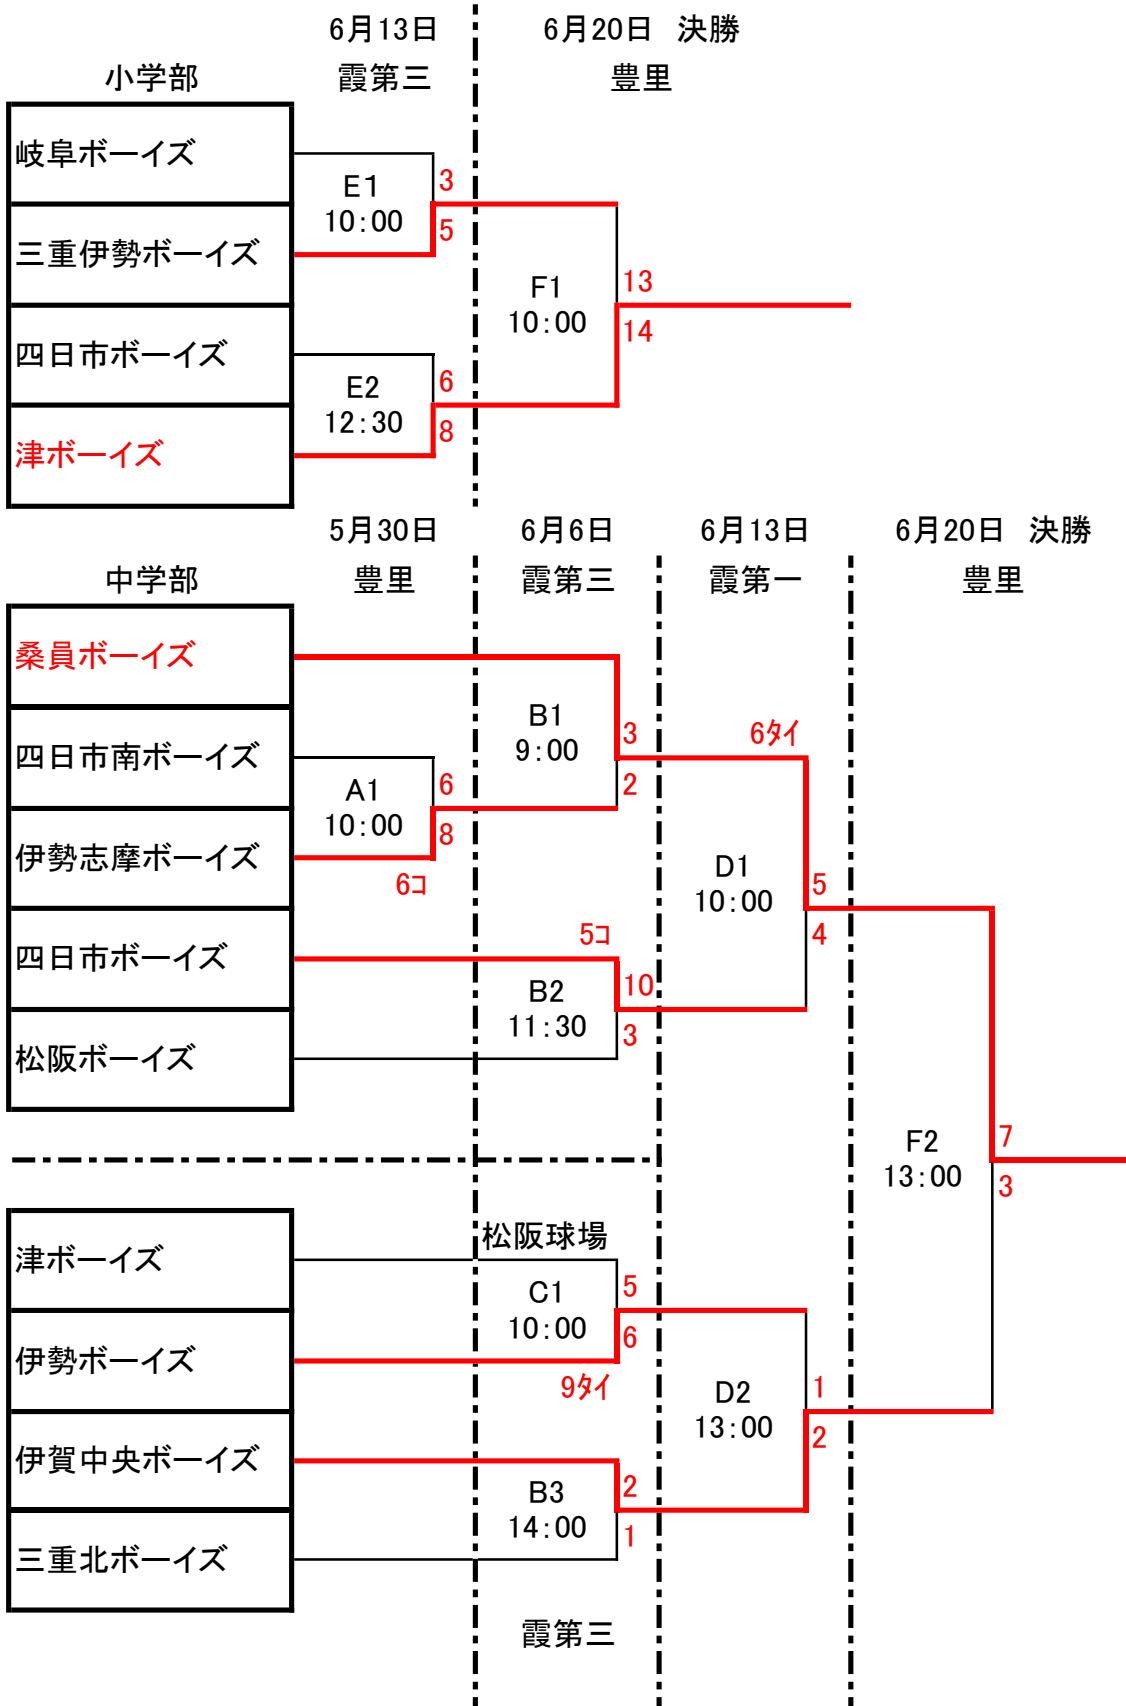 6月13日
6月20日 決勝
小学部
霞第三
豊里
岐阜ボーイズ
E1
10:00
3
5
三重伊勢ボーイズ
F1
10:00
13
14
四日市ボーイズ
E2
12:30
6
8
津ボーイズ
5月30日
6月6日
6月13日
6月20日 決勝
中学部
豊里
霞第三
霞第一
豊里
桑員ボーイズ
B1
9:00
3
2
6ﾀｲ
四日市南ボーイズ
A1
10:00
6
8
伊勢志摩ボーイズ
6ｺ
D1
10:00
5
4
5ｺ
四日市ボーイズ
B2
11:30
10
3
松阪ボーイズ
F2
13:00
7
3
松阪球場
津ボーイズ
C1
10:00
5
6
伊勢ボーイズ
9ﾀｲ
D2
13:00
1
2
伊賀中央ボーイズ
B3
14:00
2
1
三重北ボーイズ
霞第三